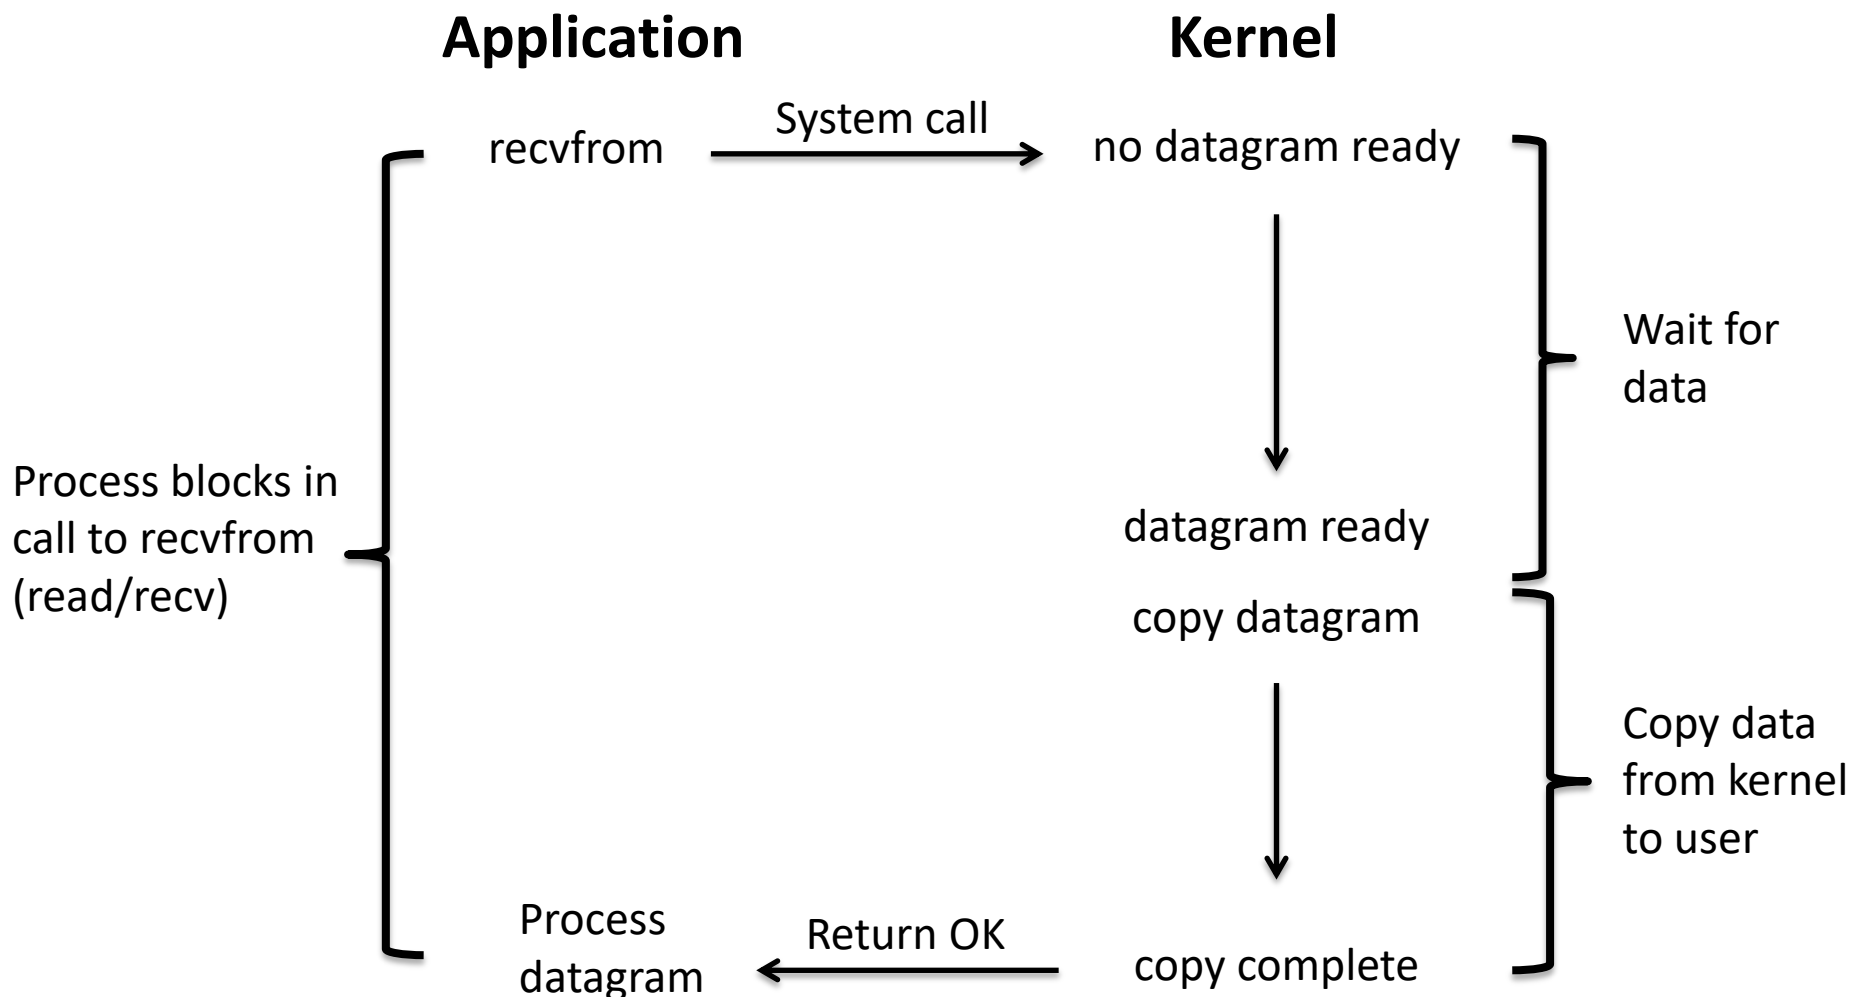 Application
Kernel
recvfrom
System call
no datagram ready
Wait for
data
Process blocks in
call to recvfrom
(read/recv)
datagram ready
copy datagram
Copy data
from kernel
to user
Process
datagram
Return OK
copy complete